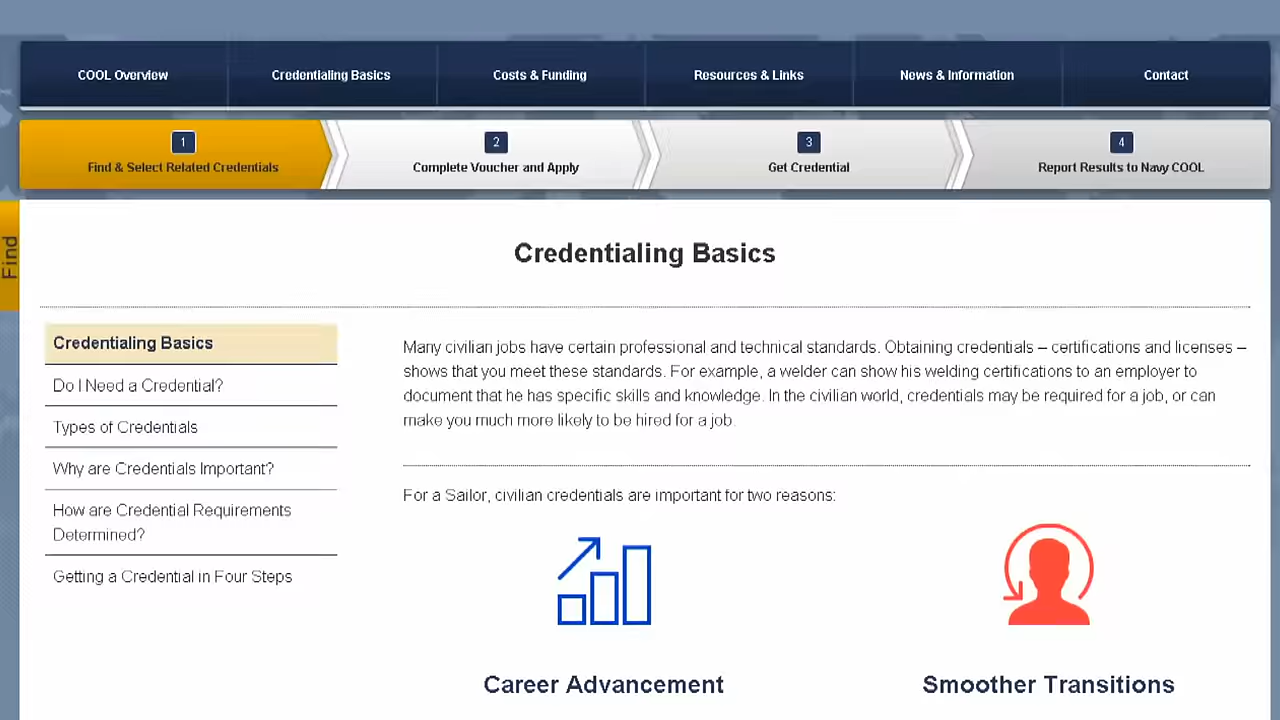 COOL Overview
Credentialing Basics
Costs & Funding
Resources & Links
News & Information
Contact
1
Find & Select Related Credentials
2
Complete Voucher and Apply
3
Get Credential
4
Report Results to Navy COOL
Find
Credentialing Basics
Credentialing Basics
Do I Need a Credential?
Types of Credentials
Why are Credentials Important?
How are Credential Requirements
Determined?
Getting a Credential in Four Steps
Many civilian jobs have certain professional and technical standards. Obtaining credentials – certifications and licenses –
shows that you meet these standards. For example, a welder can show his welding certifications to an employer to
document that he has specific skills and knowledge. In the civilian world, credentials may be required for a job, or can
make you much more likely to be hired for a job.
For a Sailor, civilian credentials are important for two reasons:
Career Advancement
Smoother Transitions